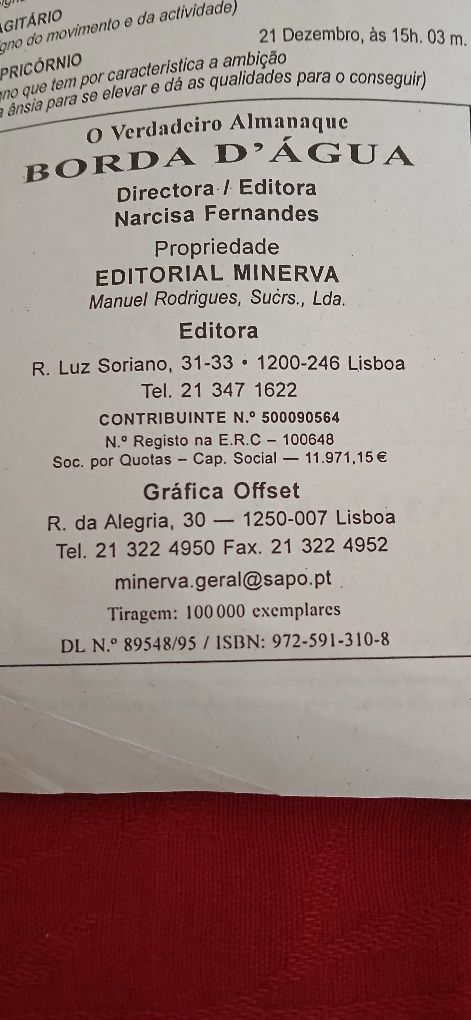 AGITÁRIO
gno do movimento e da actividade)
21 Dezembro, às 15h. 03 m.
PRICÓRNIO
gno que tem por característica a ambição
a ânsia para se elevar e dá as qualidades para o conseguir)
O Verdadeiro Almanaque
BORDA D'ÁGUA
Directora / Editora
Narcisa Fernandes
Propriedade
EDITORIAL MINERVA
Manuel Rodrigues, Sucrs., Lda.
Editora
R. Luz Soriano, 31-33 • 1200-246 Lisboa
Tel. 21 347 1622
CONTRIBUINTE N.º 500090564
N.º Registo na E.R.C – 100648
Soc. por Quotas – Cap. Social — 11.971,15 €
Gráfica Offset
R. da Alegria, 30 — 1250-007 Lisboa
Tel. 21 322 4950 Fax. 21 322 4952
minerva.geral@sapo.pt
Tiragem: 100 000 exemplares
DL N.º 89548/95 / ISBN: 972-591-310-8